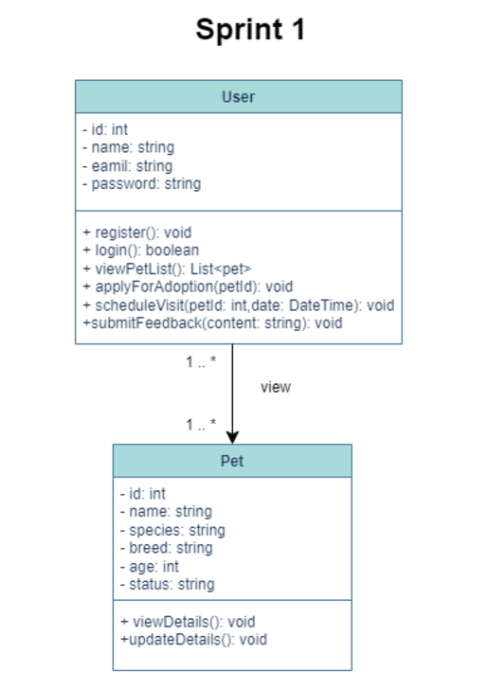 Sprint 1
User
- id: int
- name: string
- eamil: string
- password: string
+ register(): void
+ login(): boolean
+ viewPetList(): List<pet>
+ applyForAdoption(petId): void
+ scheduleVisit(petId: int,date: DateTime): void
+submitFeedback(content: string): void
1 .. *
view
1 .. *
Pet
- id: int
- name: string
- species: string
- breed: string
- age: int
- status: string
+ viewDetails(): void
+updateDetails(): void